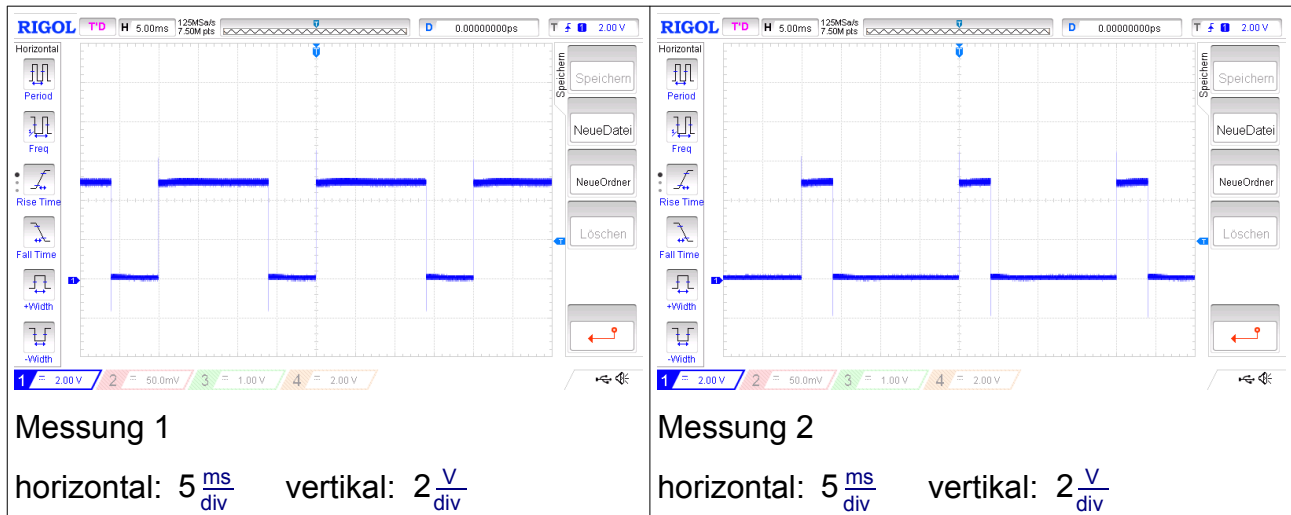 RIGOL T'D H 5.00ms 125MSa/s 7.50M pts D 0.00000000ps T 1 2.00 V
Horizontal
Period
Freq
Rise Time
Fall Time
+Width
-Width
T
T
1
Speichern
Speichern
NeueDatei
NeueOrdner
Löschen
1 = 2.00 V 2 = 50.0mV 3 = 1.00 V 4 = 2.00 V
Messung 1
horizontal: 5 ms/div vertikal: 2 V/div
RIGOL T'D H 5.00ms 125MSa/s 7.50M pts D 0.00000000ps T 1 2.00 V
Horizontal
Period
Freq
Rise Time
Fall Time
+Width
-Width
T
T
1
Speichern
Speichern
NeueDatei
NeueOrdner
Löschen
1 = 2.00 V 2 = 50.0mV 3 = 1.00 V 4 = 2.00 V
Messung 2
horizontal: 5 ms/div vertikal: 2 V/div